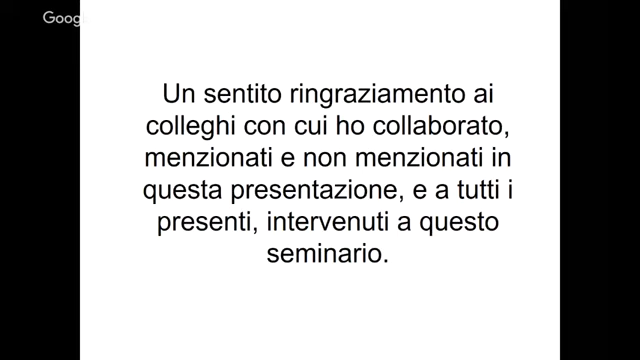 Goog
Un sentito ringraziamento ai
colleghi con cui ho collaborato,
menzionati e non menzionati in
questa presentazione, e a tutti i
presenti, intervenuti a questo
seminario.